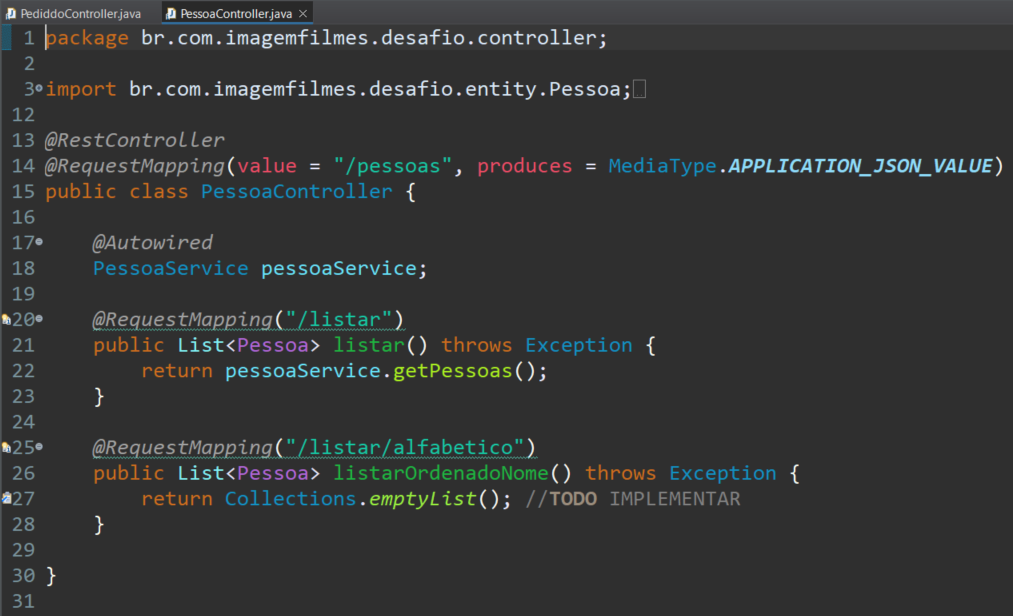 PediddoController.java PessoaController.java
1 package br.com.imagemfilmes.desafio.controller;
2
3 import br.com.imagemfilmes.desafio.entity.Pessoa;
12
13 @RestController
14 @RequestMapping(value = "/pessoas", produces = MediaType.APPLICATION_JSON_VALUE)
15 public class PessoaController {
16
17     @Autowired
18     PessoaService pessoaService;
19
20     @RequestMapping("/listar")
21     public List<Pessoa> listar() throws Exception {
22         return pessoaService.getPessoas();
23     }
24
25     @RequestMapping("/listar/alfabetico")
26     public List<Pessoa> listarOrdenadoNome() throws Exception {
27         return Collections.emptyList(); //TODO IMPLEMENTAR
28     }
29
30 }
31